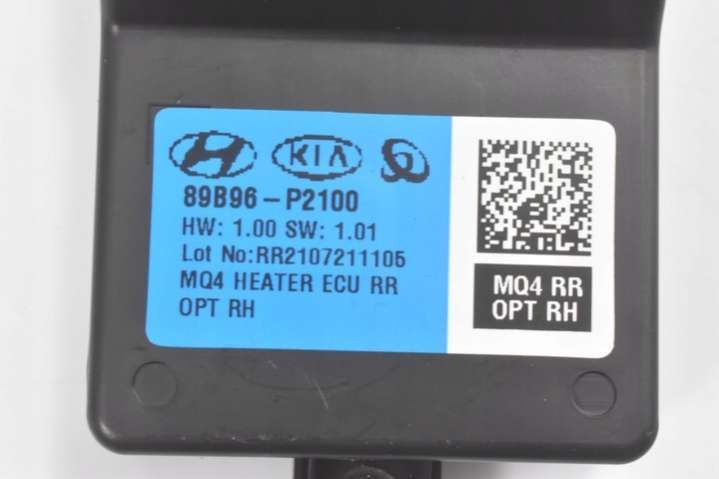 KIA
89B96-P2100
HW: 1.00 SW: 1.01
Lot No:RR2107211105
MQ4 HEATER ECU RR
OPT RH
MQ4 RR
OPT RH